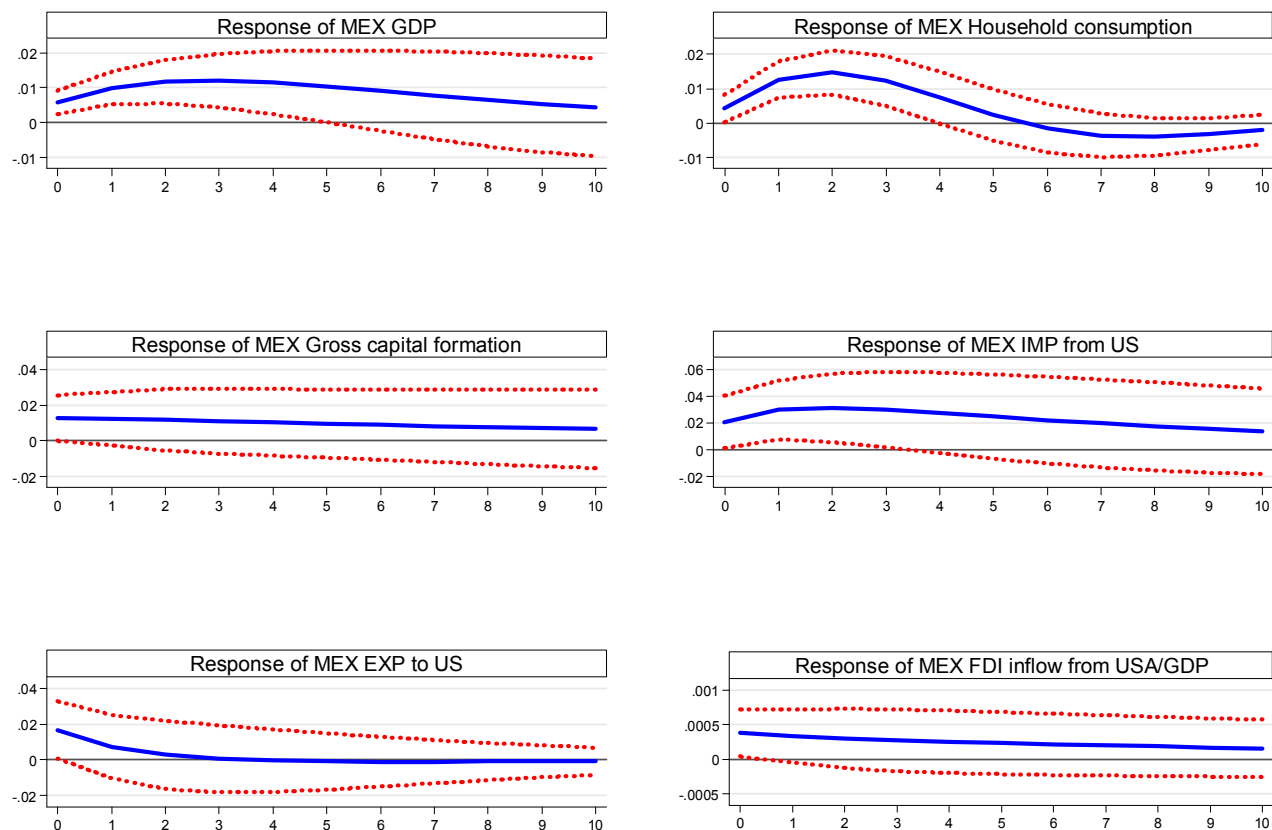 Response of MEX GDP
.02
.01
0
-.01
0 1 2 3 4 5 6 7 8 9 10
Response of MEX Household consumption
.02
.01
0
-.01
0 1 2 3 4 5 6 7 8 9 10
Response of MEX Gross capital formation
.04
.02
0
-.02
0 1 2 3 4 5 6 7 8 9 10
Response of MEX IMP from US
.06
.04
.02
0
-.02
0 1 2 3 4 5 6 7 8 9 10
Response of MEX EXP to US
.04
.02
0
-.02
0 1 2 3 4 5 6 7 8 9 10
Response of MEX FDI inflow from USA/GDP
.001
.0005
0
-.0005
0 1 2 3 4 5 6 7 8 9 10